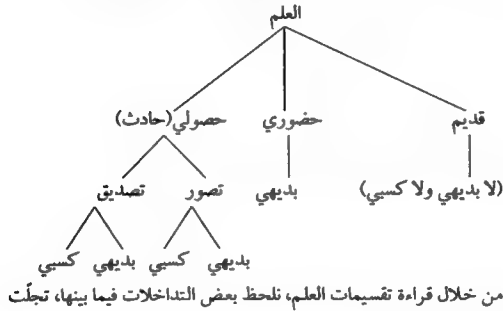 العلم
قديم حضوري حصولي(حادث)
(لا بديهي ولا كسبي) بديهي تصور تصديق
بديهي كسبي بديهي كسبي
من خلال قراءة تقسيمات العلم، نلحظ بعض التداخلات فيما بينها، تجلّت